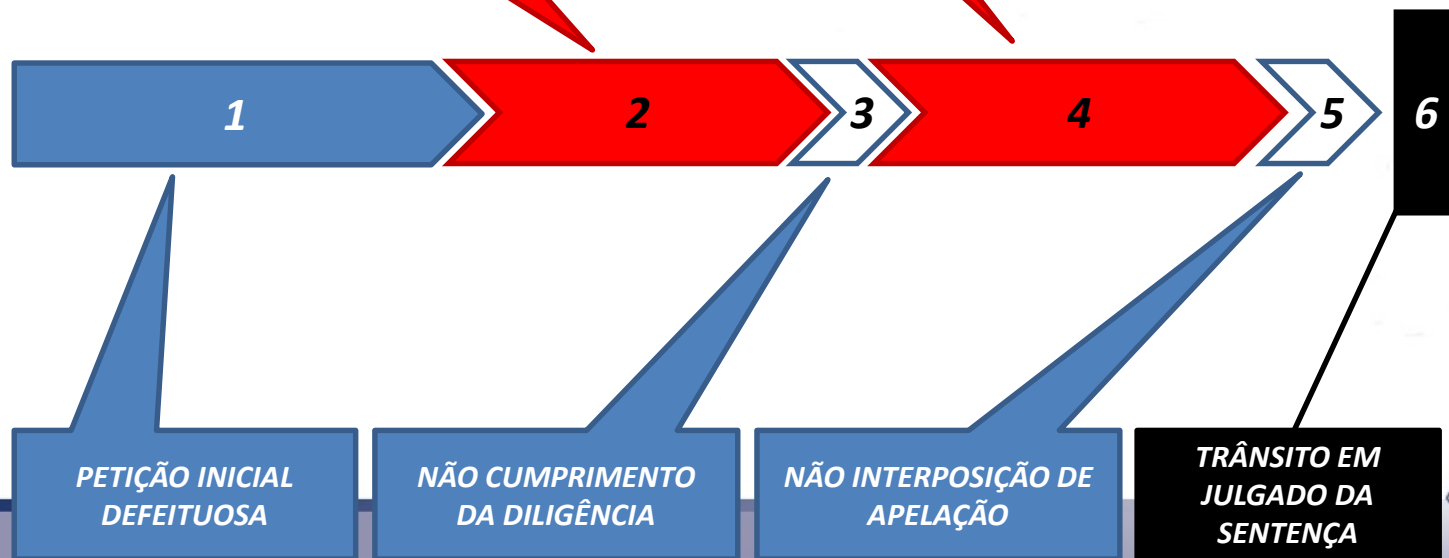 1
2
3
4
5
6
PETIÇÃO INICIAL
DEFEITUOSA
NÃO CUMPRIMENTO
DA DILIGÊNCIA
NÃO INTERPOSIÇÃO DE
APELAÇÃO
TRÂNSITO EM
JULGADO DA
SENTENÇA